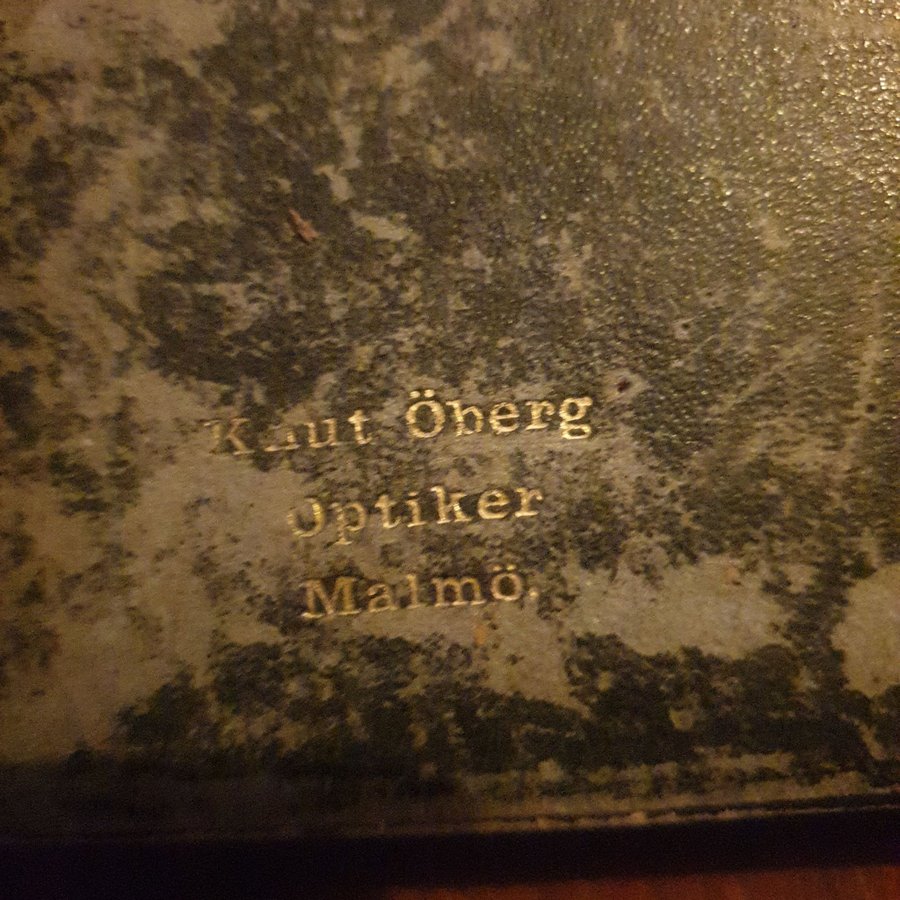 Knut Öberg
Optiker
Malmö.